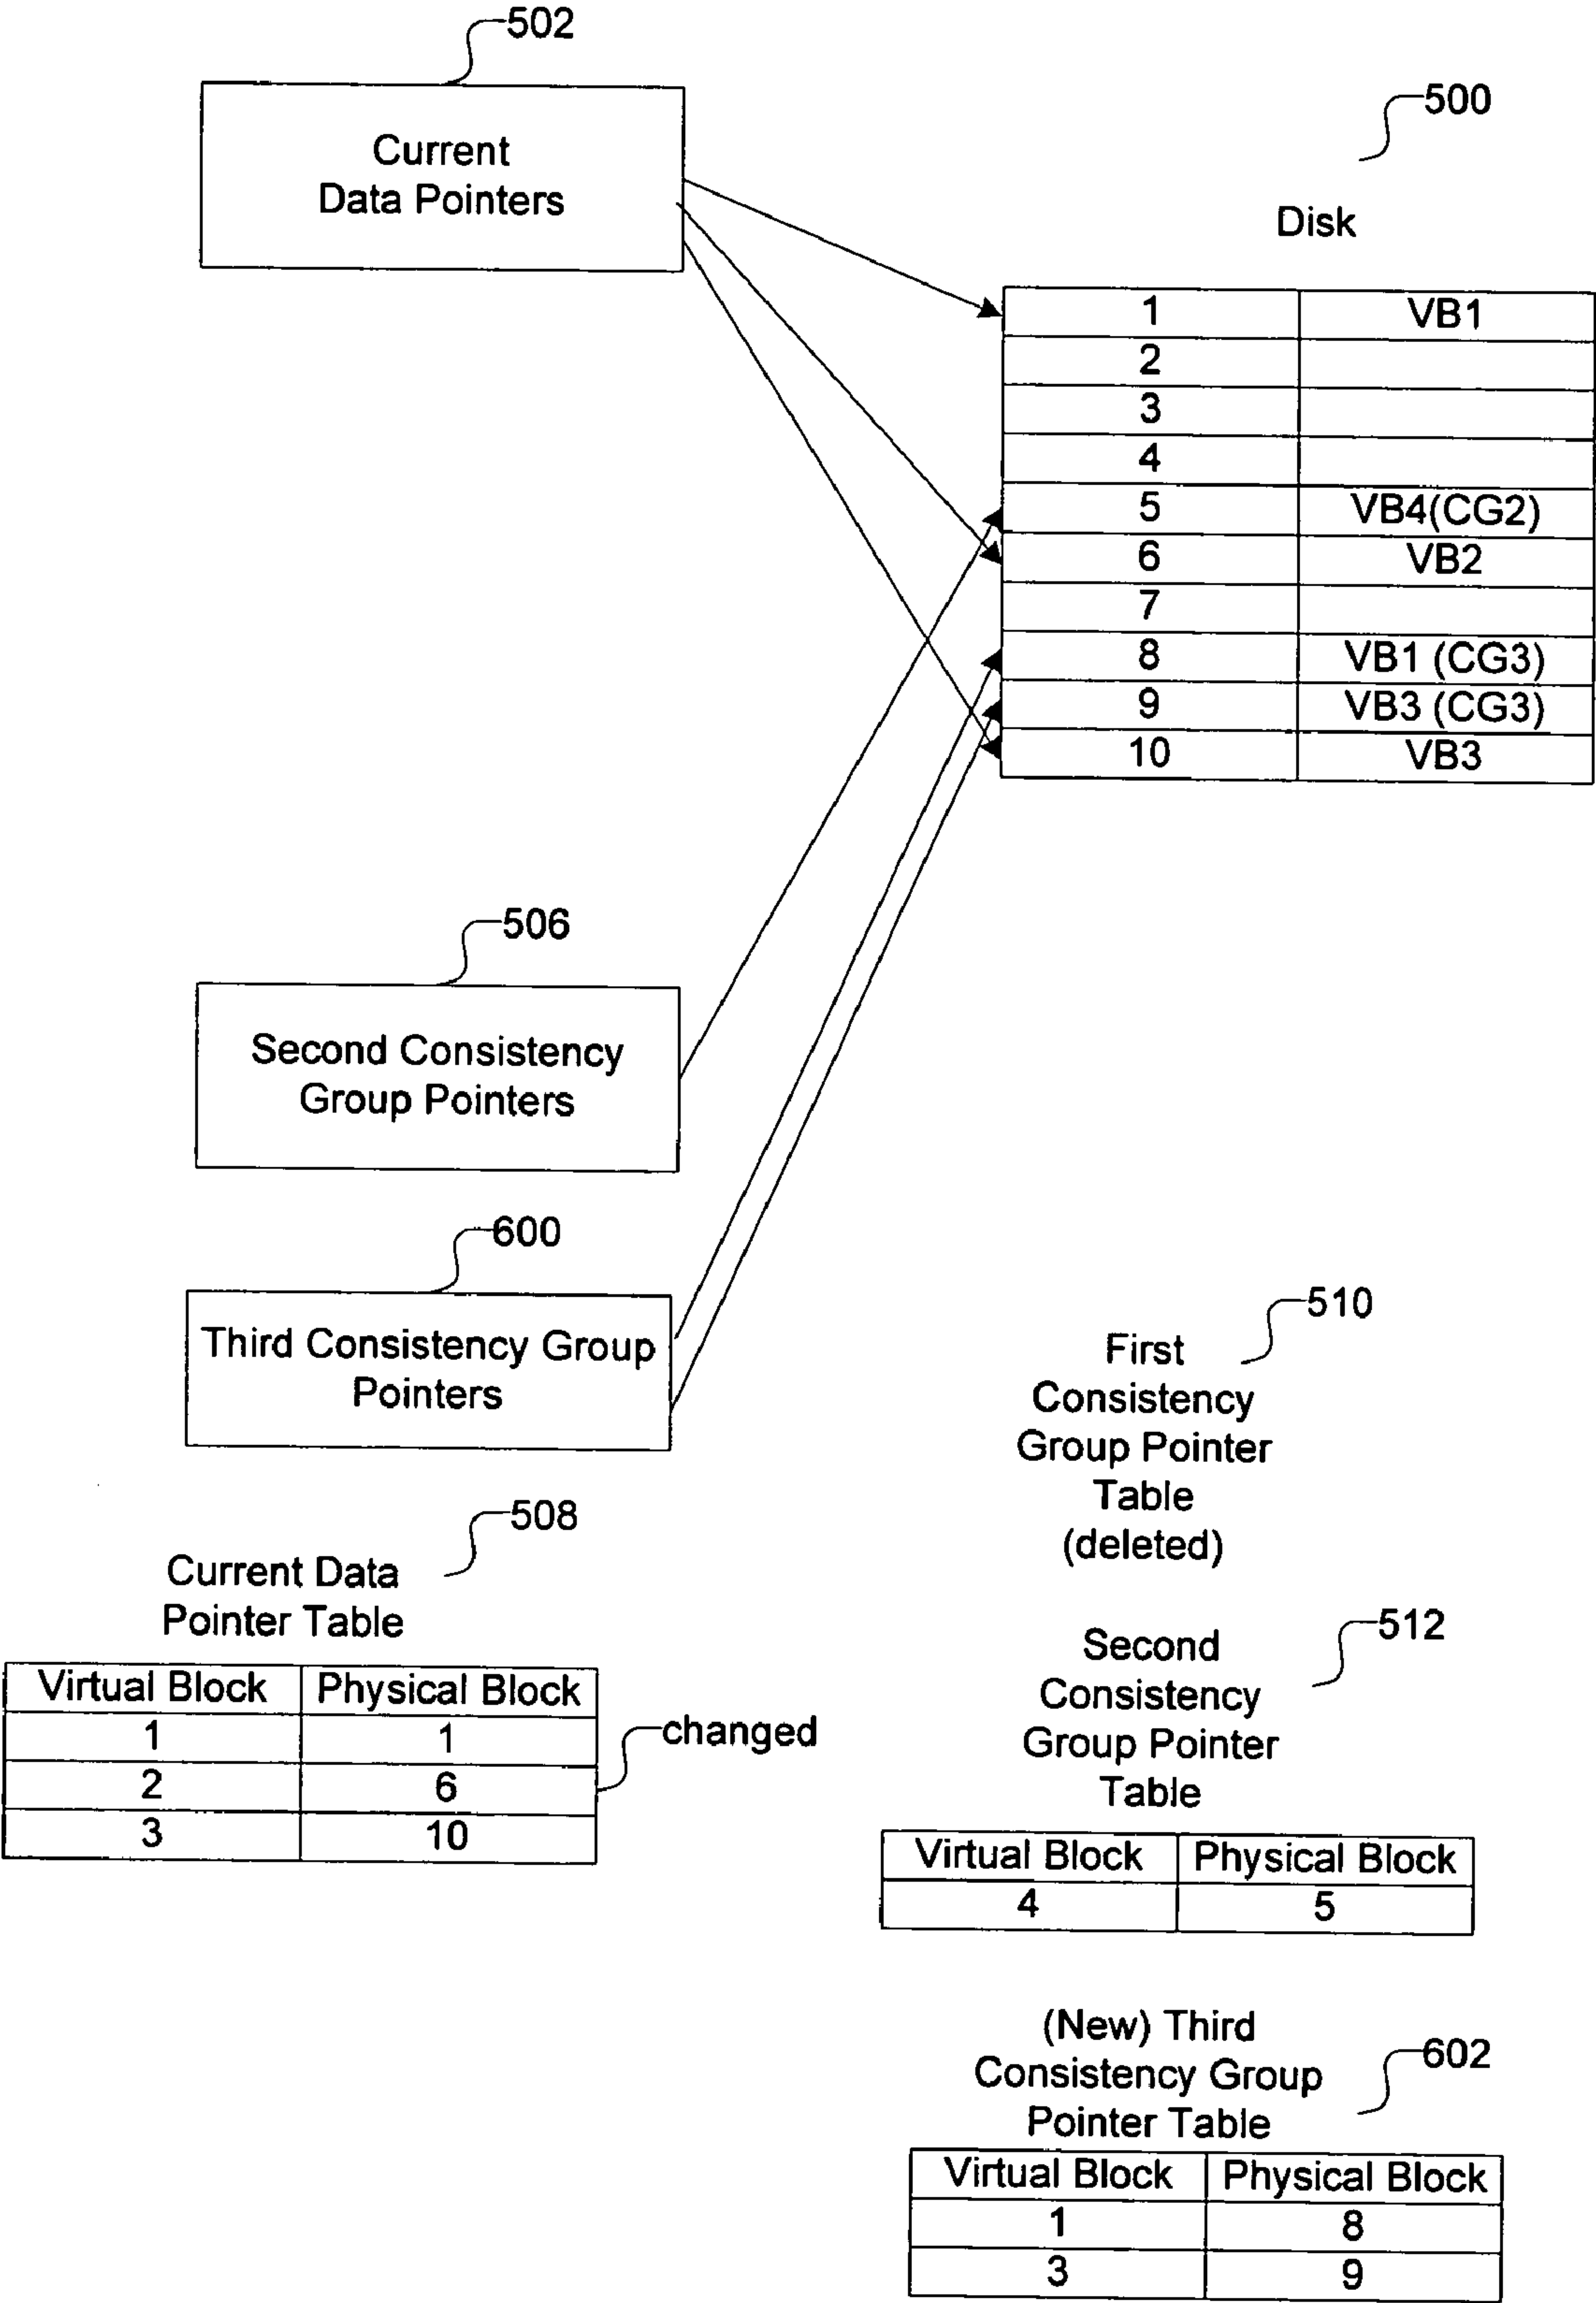 502
Current
Data Pointers
500
Disk
1 VB1
2
3
4
5 VB4(CG2)
6 VB2
7
8 VB1 (CG3)
9 VB3 (CG3)
10 VB3
506
Second Consistency
Group Pointers
600
Third Consistency Group
Pointers
510
First
Consistency
Group Pointer
Table
(deleted)
508
Current Data
Pointer Table
Virtual Block Physical Block
1 1
2 6
3 10
changed
512
Second
Consistency
Group Pointer
Table
Virtual Block Physical Block
4 5
602
(New) Third
Consistency Group
Pointer Table
Virtual Block Physical Block
1 8
3 9